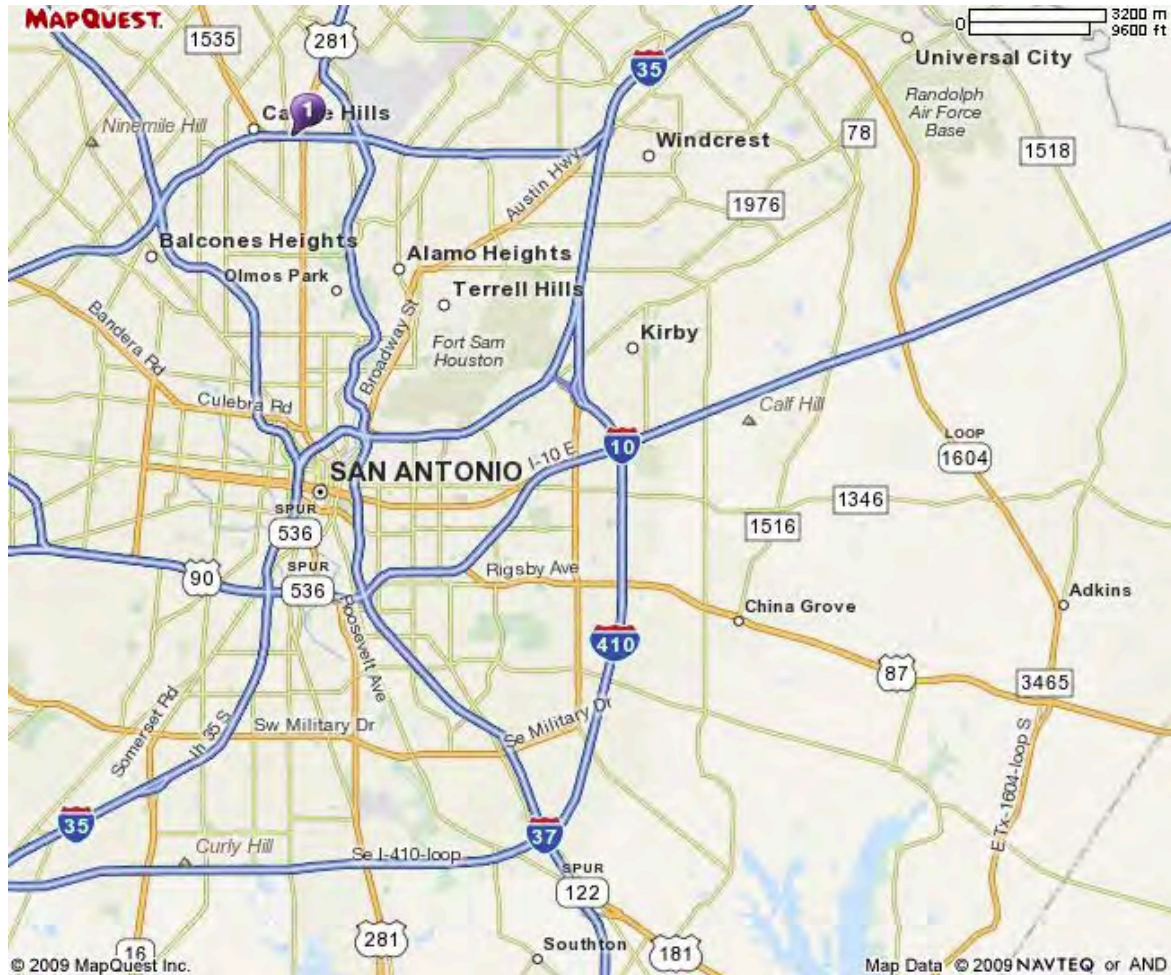 MAPQUEST.
1535
281
35
0
3200 m
9600 ft
Universal City
Randolph
Air Force
Base
Ninemile Hill
1
Castle Hills
78
1518
Windcrest
Austin Hwy
1976
Balcones Heights
Alamo Heights
Olmos Park
Terrell Hills
Bandera Rd
Broadway St
Fort Sam
Houston
Kirby
Culebra Rd
Calf Hill
10
LOOP
1604
SAN ANTONIO
I-10 E
1346
SPUR
536
1516
90
SPUR
536
Rigsby Ave
China Grove
Adkins
Roosevelt Ave
410
87
3465
Somerset Rd
Ih 35 S
Sw Military Dr
Se Military Dr
E Tx-1604-loop S
35
37
Curly Hill
Se I-410-loop
SPUR
122
16
281
Southton
181
© 2009 MapQuest Inc.
Map Data © 2009 NAVTEQ or AND